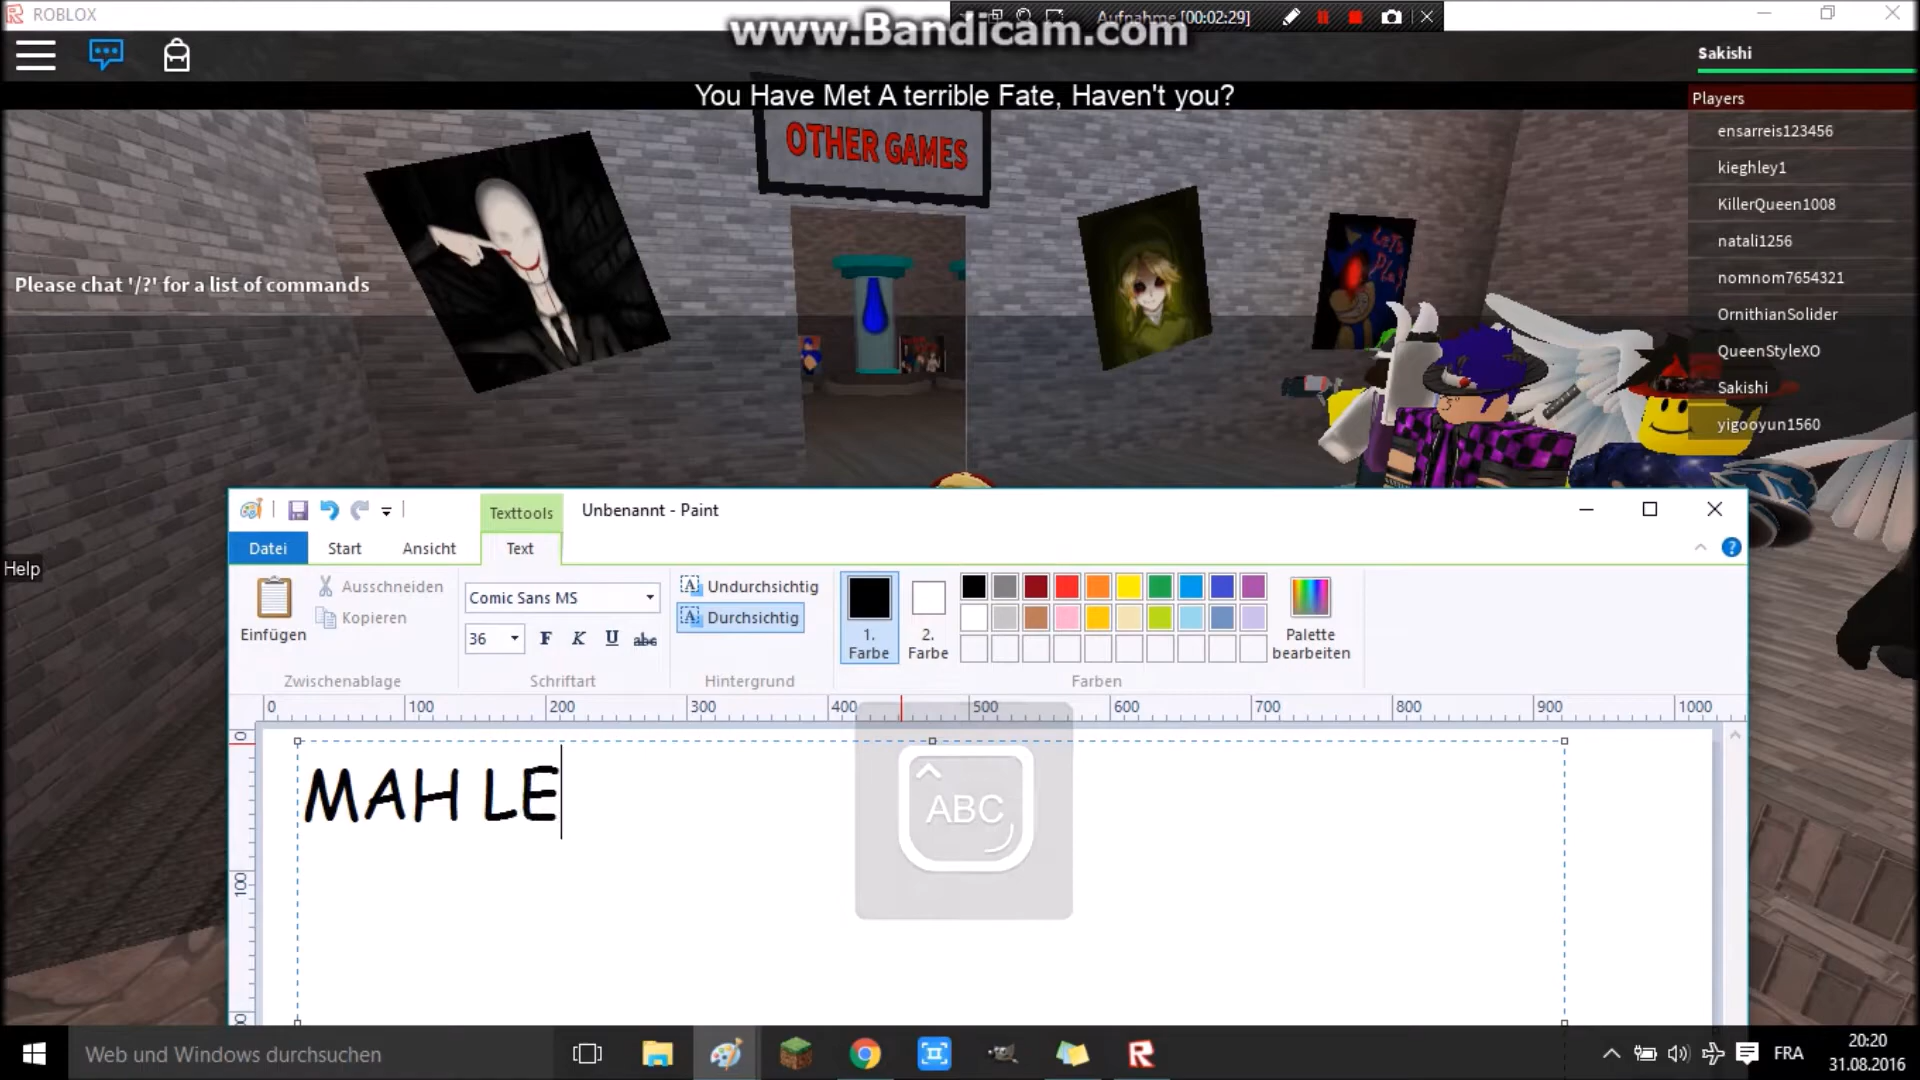 ROBLOX
Aufnahme [00:02:29]
www.Bandicam.com
Sakishi
You Have Met A terrible Fate, Haven't you?
Players
ensarreis123456
kieghley1
KillerQueen1008
natali1256
nomnom7654321
OrnithianSolider
QueenStyleXO
Sakishi
yigooyun1560
OTHER GAMES
LeTs
PLay
Please chat '/?' for a list of commands
Help
Texttools
Unbenannt - Paint
Datei
Start
Ansicht
Text
Einfügen
Ausschneiden
Kopieren
Zwischenablage
Comic Sans MS
36
F K U abc
Schriftart
Undurchsichtig
Durchsichtig
Hintergrund
1.
Farbe
2.
Farbe
Palette
bearbeiten
Farben
0 100 200 300 400 500 600 700 800 900 1000
0
100
MAH LE
ABC
Web und Windows durchsuchen
FRA
20:20
31.08.2016